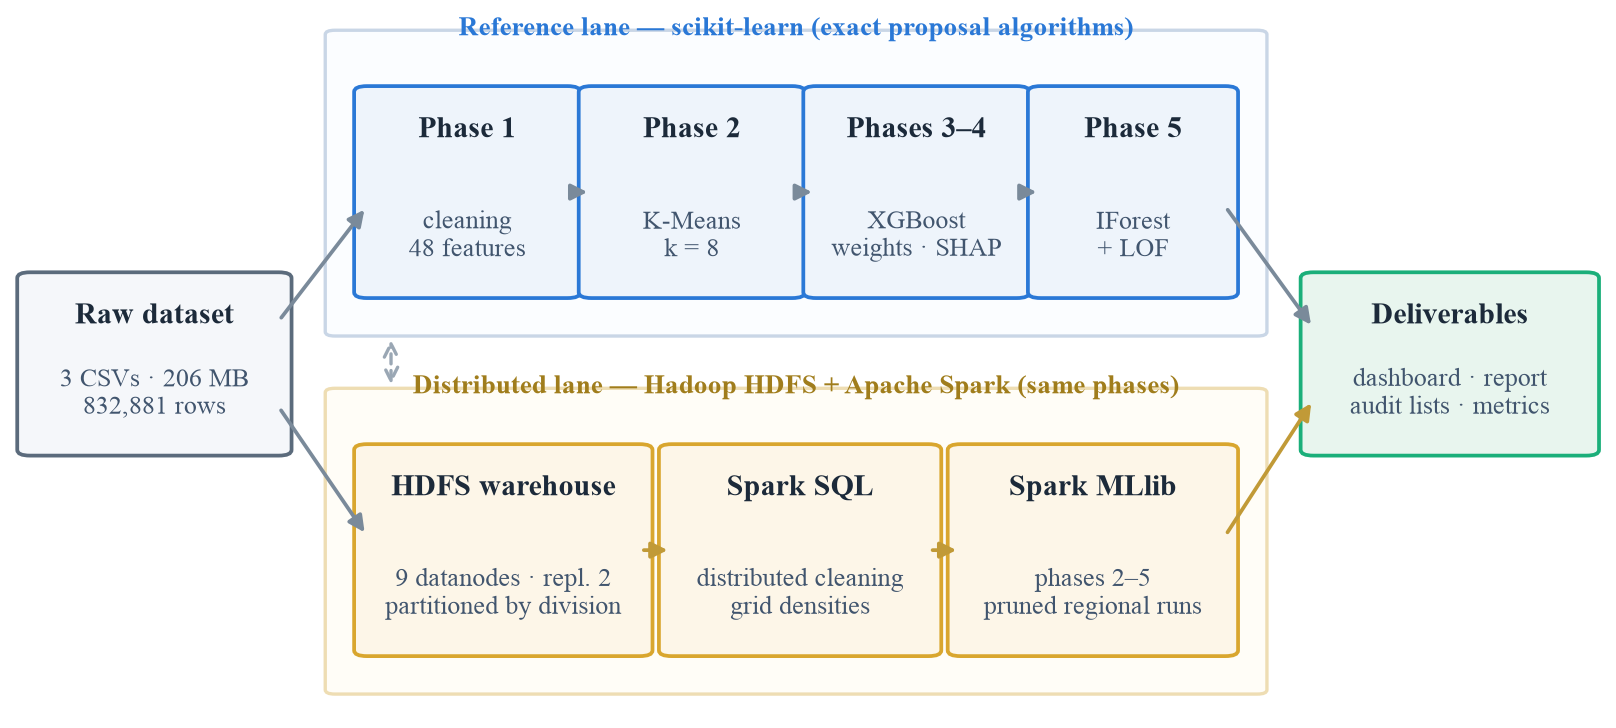 Reference lane — scikit-learn (exact proposal algorithms)
Phase 1
cleaning
48 features
Phase 2
K-Means
k = 8
Phases 3–4
XGBoost
weights · SHAP
Phase 5
IForest
+ LOF
Raw dataset
3 CSVs · 206 MB
832,881 rows
Deliverables
dashboard · report
audit lists · metrics
Distributed lane — Hadoop HDFS + Apache Spark (same phases)
HDFS warehouse
9 datanodes · repl. 2
partitioned by division
Spark SQL
distributed cleaning
grid densities
Spark MLlib
phases 2–5
pruned regional runs